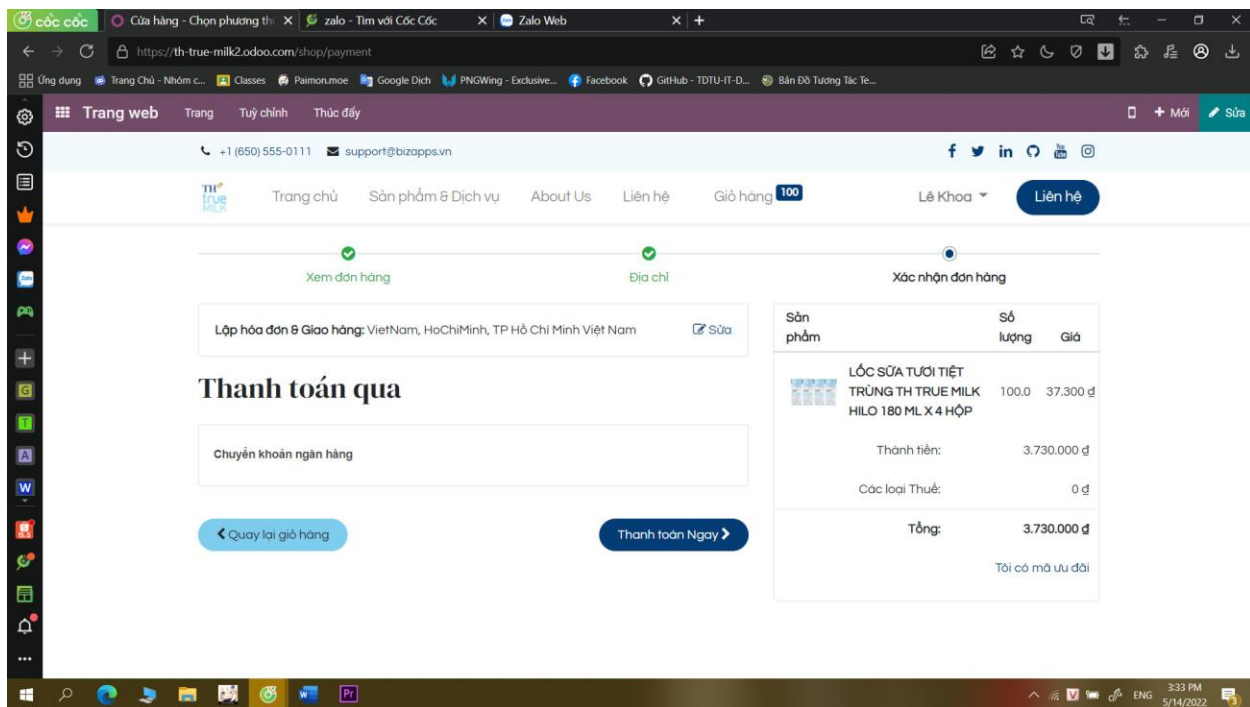 cốc cốc
Cửa hàng - Chọn phương th
zalo - Tìm với Cốc Cốc
Zalo Web
https://th-true-milk2.odoo.com/shop/payment
Ứng dụng
Trang Chủ - Nhóm c...
Classes
Paimon.moe
Google Dịch
PNGWing - Exclusive...
Facebook
GitHub - TDTU-IT-D...
Bản Đồ Tương Tác Te...
Trang web
Trang
Tuỳ chỉnh
Thúc đẩy
+ Mới
Sửa
+1 (650) 555-0111
support@bizapps.vn
TH true MILK
Trang chủ
Sản phẩm & Dịch vụ
About Us
Liên hệ
Giỏ hàng 100
Lê Khoa
Liên hệ
Xem đơn hàng
Địa chỉ
Xác nhận đơn hàng
Lập hóa đơn & Giao hàng: VietNam, HoChiMinh, TP Hồ Chí Minh Việt Nam
Sửa
Thanh toán qua
Chuyển khoản ngân hàng
Quay lại giỏ hàng
Thanh toán Ngay
Sản phẩm
Số lượng
Giá
LỐC SỮA TƯƠI TIỆT
TRÙNG TH TRUE MILK
HILO 180 ML X 4 HỘP
100.0
37.300 đ
Thành tiền:
3.730.000 đ
Các loại Thuế:
0 đ
Tổng:
3.730.000 đ
Tôi có mã ưu đãi
ENG
3:33 PM
5/14/2022